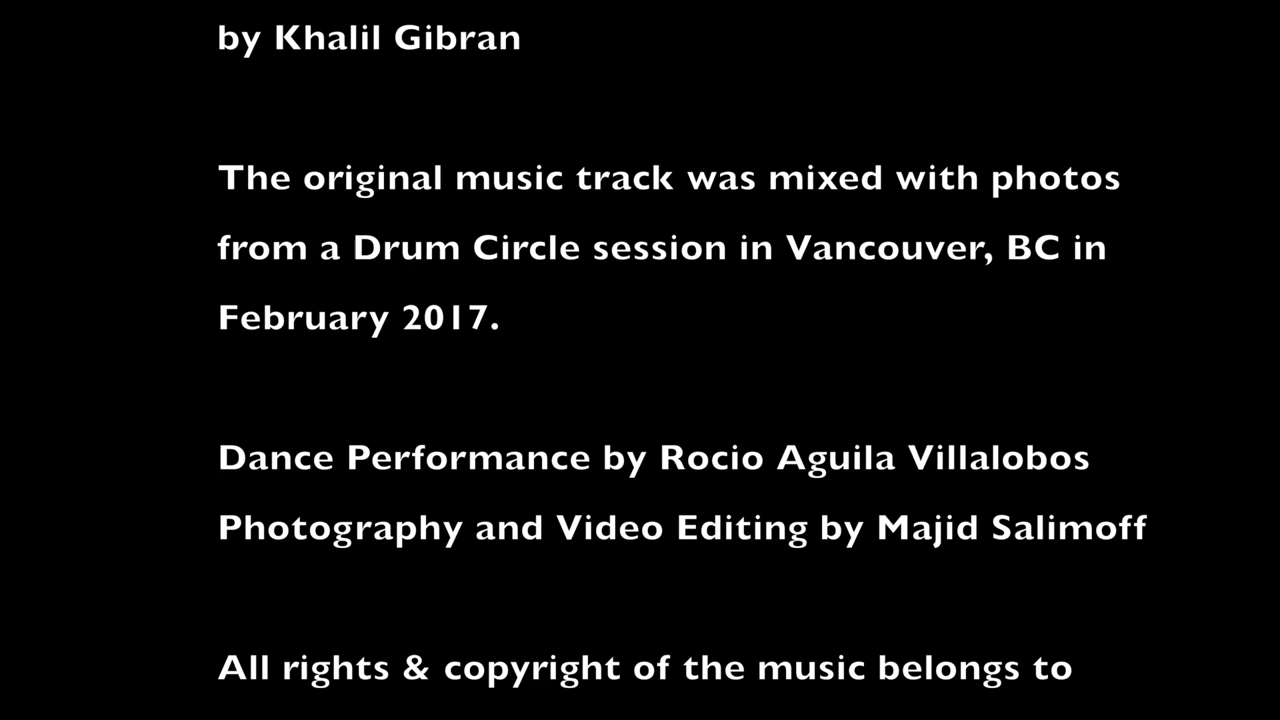 by Khalil Gibran
The original music track was mixed with photos
from a Drum Circle session in Vancouver, BC in
February 2017.
Dance Performance by Rocio Aguila Villalobos
Photography and Video Editing by Majid Salimoff
All rights & copyright of the music belongs to